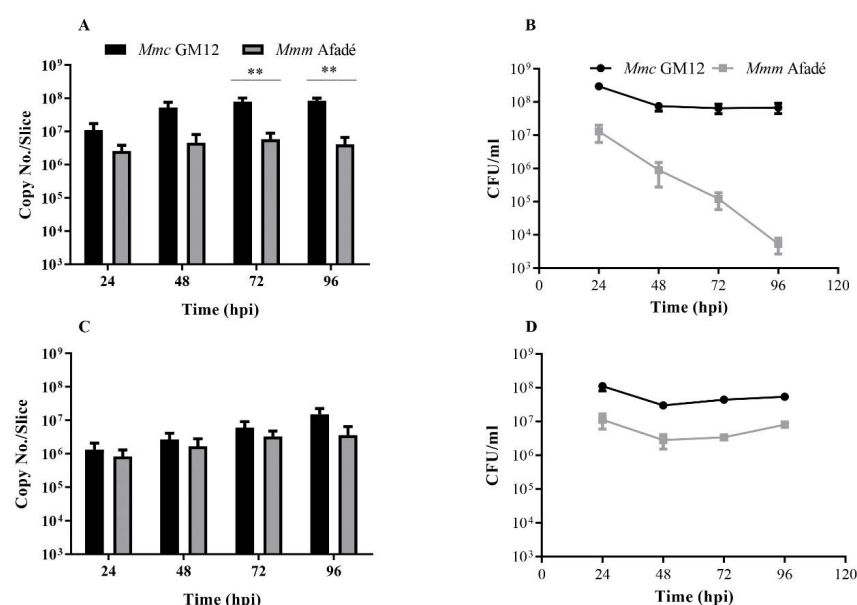 A
B
Mmc GM12 Mmm Afadé
Mmc GM12 Mmm Afadé
** **
Copy No./Slice
10⁹
10⁸
10⁷
10⁶
10⁵
10⁴
10³
24 48 72 96
Time (hpi)
CFU/ml
10⁹
10⁸
10⁷
10⁶
10⁵
10⁴
10³
0 24 48 72 96 120
Time (hpi)
C
D
Copy No./Slice
10⁹
10⁸
10⁷
10⁶
10⁵
10⁴
10³
24 48 72 96
Time (hpi)
CFU/ml
10⁹
10⁸
10⁷
10⁶
10⁵
10⁴
10³
0 24 48 72 96 120
Time (hpi)